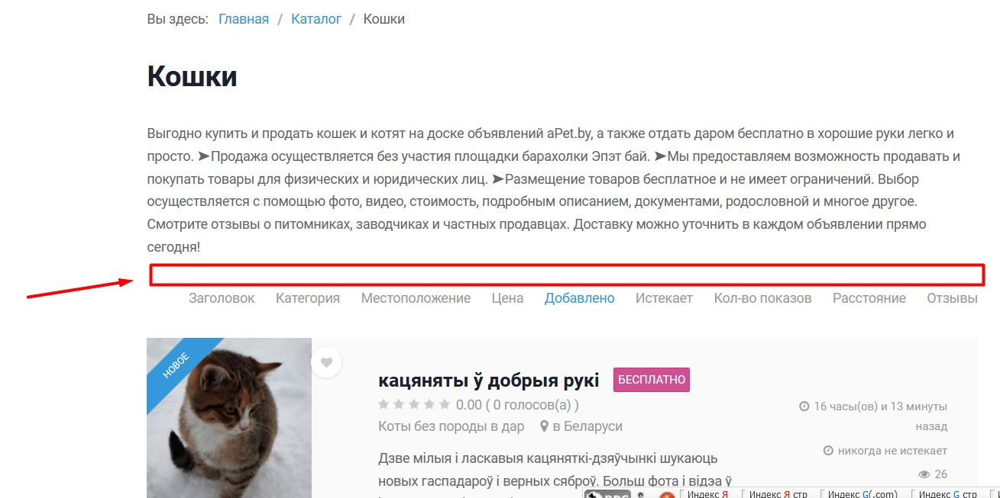 Вы здесь: Главная / Каталог / Кошки
Кошки
Выгодно купить и продать кошек и котят на доске объявлений aPet.by, а также отдать даром бесплатно в хорошие руки легко и
просто. ➤Продажа осуществляется без участия площадки барахолки Эпэт бай. ➤Мы предоставляем возможность продавать и
покупать товары для физических и юридических лиц. ➤Размещение товаров бесплатное и не имеет ограничений. Выбор
осуществляется с помощью фото, видео, стоимость, подробным описанием, документами, родословной и многое другое.
Смотрите отзывы о питомниках, заводчиках и частных продавцах. Доставку можно уточнить в каждом объявлении прямо
сегодня!
Заголовок Категория Местоположение Цена Добавлено Истекает Кол-во показов Расстояние Отзывы
НОВОЕ
кацяняты ў добрыя рукі БЕСПЛАТНО
0.00 ( 0 голосов(а) )
Коты без породы в дар в Беларуси
16 часы(ов) и 13 минуты
назад
никогда не истекает
26
Дзве мілыя і ласкавыя кацяняткі-дзяўчынкі шукаюць
новых гаспадароў і верных сяброў. Больш фота і відэа ў
Индекс Я Индекс Я стр Индекс G(.com) Индекс G стр